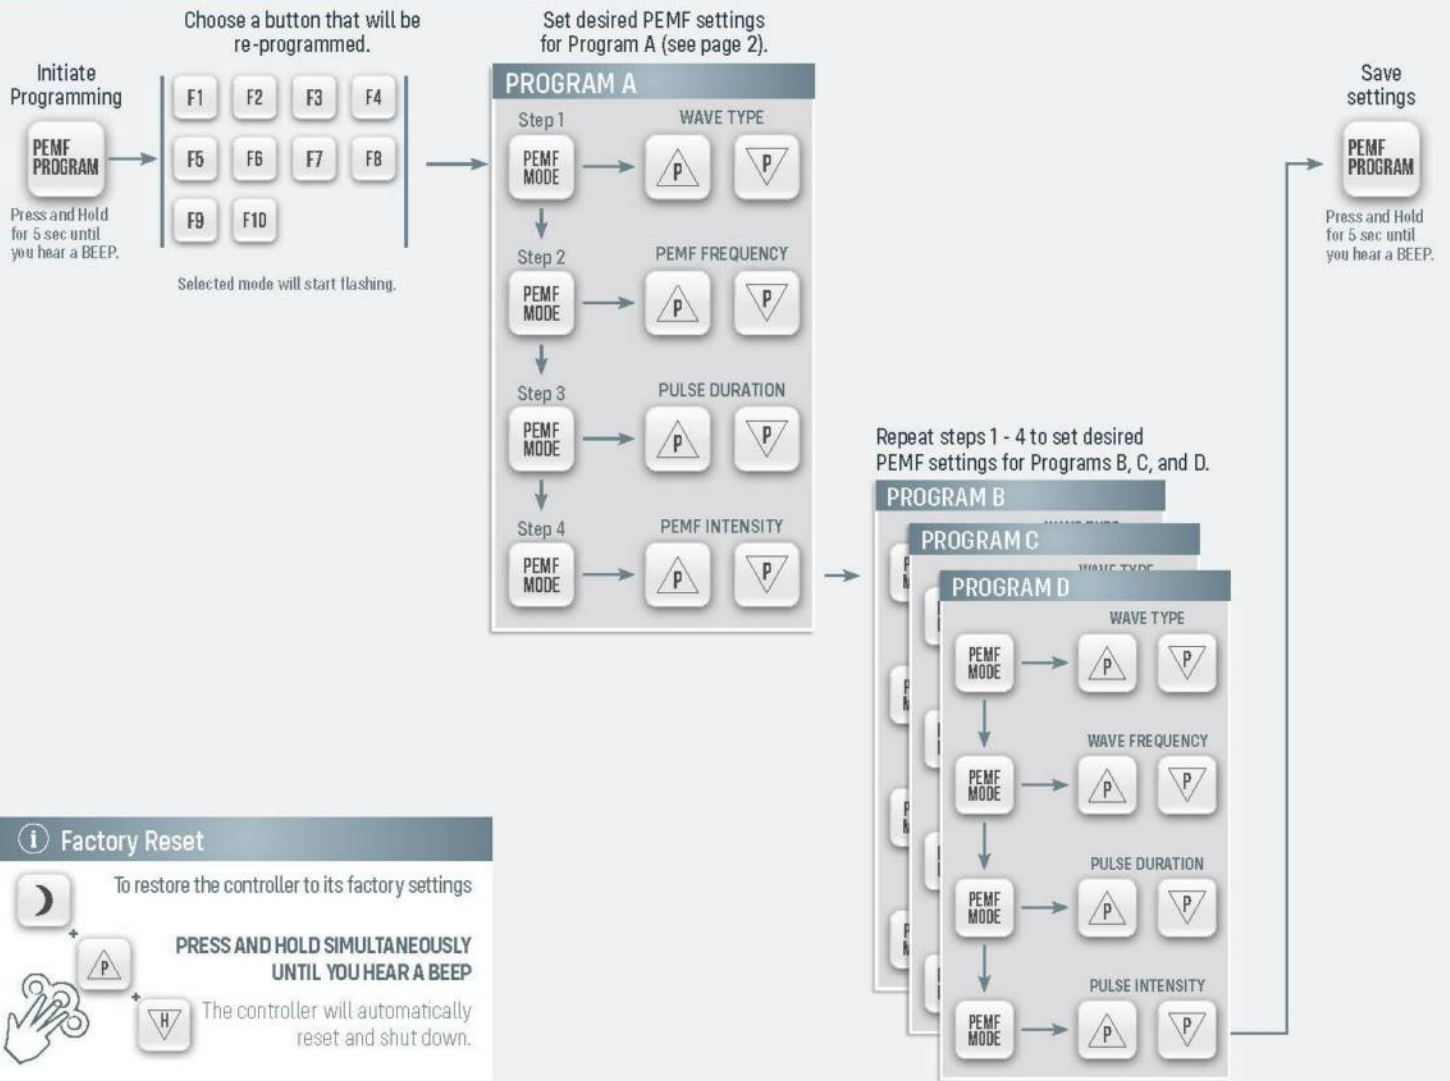 Initiate
Programming
PEMF
PROGRAM
Press and Hold
for 5 sec until
you hear a BEEP.
Choose a button that will be
re-programmed.
F1 F2 F3 F4
F5 F6 F7 F8
F9 F10
Selected mode will start flashing.
Set desired PEMF settings
for Program A (see page 2).
PROGRAM A
Step 1
WAVE TYPE
PEMF
MODE
P P
Step 2
PEMF FREQUENCY
PEMF
MODE
P P
Step 3
PULSE DURATION
PEMF
MODE
P P
Step 4
PEMF INTENSITY
PEMF
MODE
P P
Repeat steps 1 - 4 to set desired
PEMF settings for Programs B, C, and D.
PROGRAM B
PROGRAM C
WAVE TYPE
PROGRAM D
WAVE TYPE
PEMF
MODE
P P
WAVE FREQUENCY
PEMF
MODE
P P
PULSE DURATION
PEMF
MODE
P P
PULSE INTENSITY
PEMF
MODE
P P
Save
settings
PEMF
PROGRAM
Press and Hold
for 5 sec until
you hear a BEEP.
i Factory Reset
To restore the controller to its factory settings
+
P
PRESS AND HOLD SIMULTANEOUSLY
UNTIL YOU HEAR A BEEP
+
H
The controller will automatically
reset and shut down.